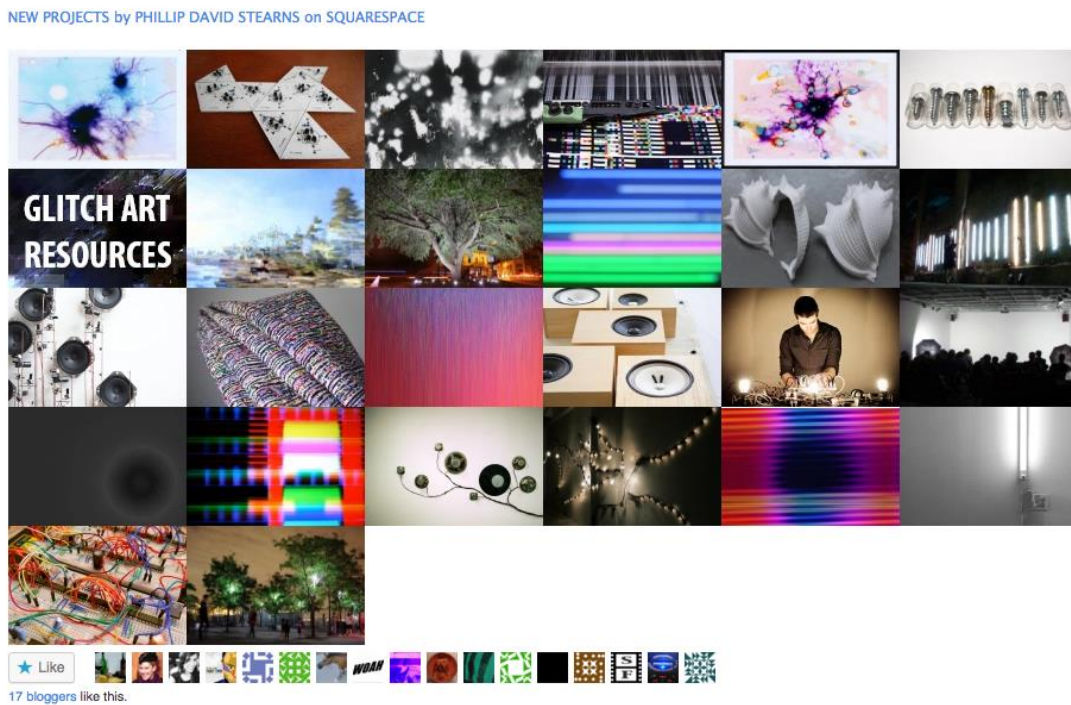 NEW PROJECTS by PHILLIP DAVID STEARNS on SQUARESPACE
GLITCH ART
RESOURCES
Like
WOAH
S
F
17 bloggers like this.